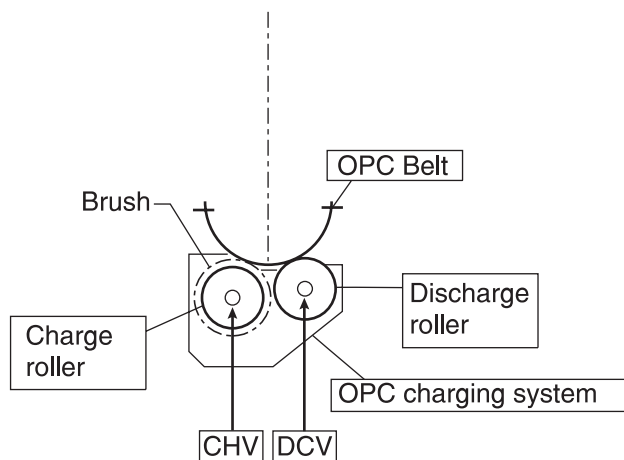 OPC Belt
Brush
Discharge
roller
Charge
roller
OPC charging system
CHV
DCV